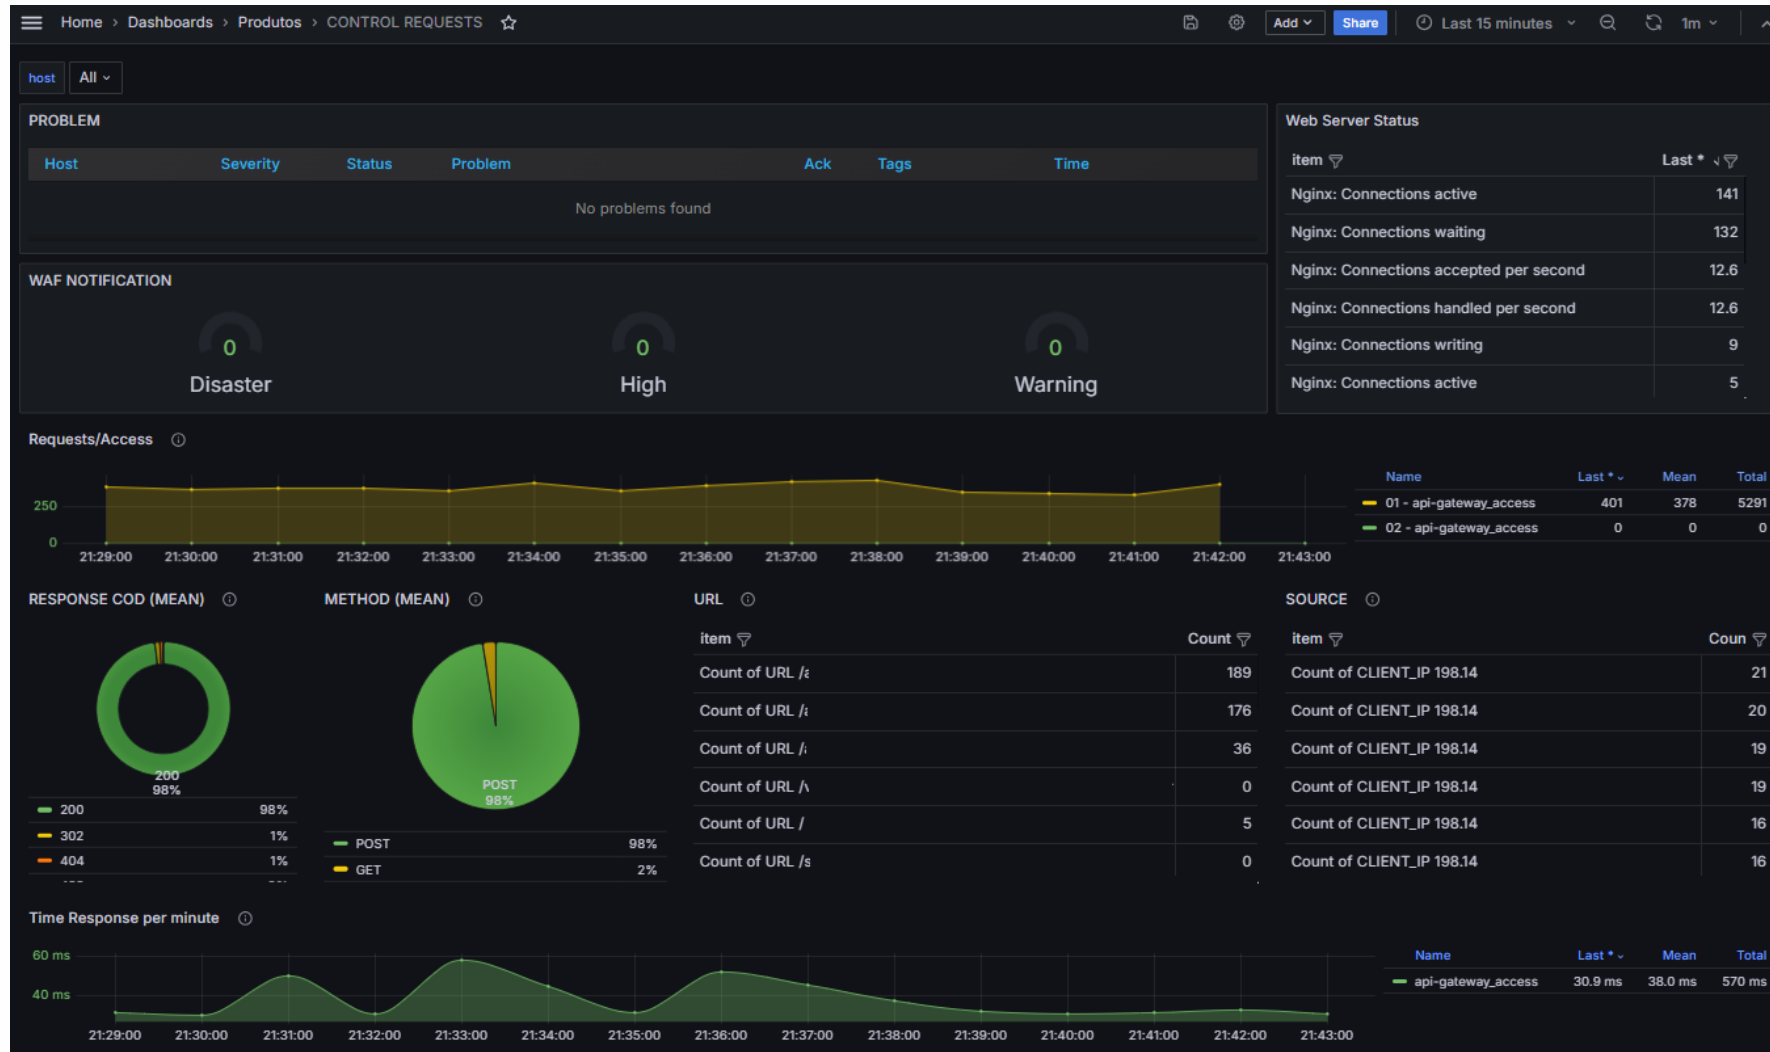 Home › Dashboards › Produtos › CONTROL REQUESTS
Add
Share
Last 15 minutes
1m
host All
PROBLEM
Host Severity Status Problem Ack Tags Time
No problems found
Web Server Status
item Last *
Nginx: Connections active 141
Nginx: Connections waiting 132
Nginx: Connections accepted per second 12.6
Nginx: Connections handled per second 12.6
Nginx: Connections writing 9
Nginx: Connections active 5
WAF NOTIFICATION
0 0 0
Disaster High Warning
Requests/Access
250
0
21:29:00 21:30:00 21:31:00 21:32:00 21:33:00 21:34:00 21:35:00 21:36:00 21:37:00 21:38:00 21:39:00 21:40:00 21:41:00 21:42:00 21:43:00
Name Last * Mean Total
01 - api-gateway_access 401 378 5291
02 - api-gateway_access 0 0 0
RESPONSE COD (MEAN)
200
98%
200 98%
302 1%
404 1%
METHOD (MEAN)
POST
98%
POST 98%
GET 2%
URL
item Count
Count of URL /a 189
Count of URL /a 176
Count of URL / 36
Count of URL / 0
Count of URL / 5
Count of URL /s 0
SOURCE
item Coun
Count of CLIENT_IP 198.14 21
Count of CLIENT_IP 198.14 20
Count of CLIENT_IP 198.14 19
Count of CLIENT_IP 198.14 19
Count of CLIENT_IP 198.14 16
Count of CLIENT_IP 198.14 16
Time Response per minute
60 ms
40 ms
21:29:00 21:30:00 21:31:00 21:32:00 21:33:00 21:34:00 21:35:00 21:36:00 21:37:00 21:38:00 21:39:00 21:40:00 21:41:00 21:42:00 21:43:00
Name Last * Mean Total
api-gateway_access 30.9 ms 38.0 ms 570 ms